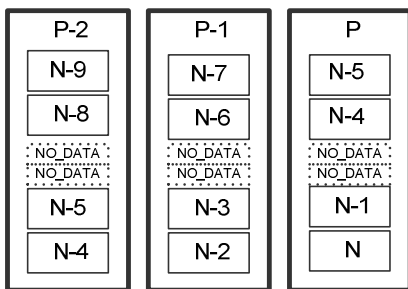 P-2
N-9
N-8
NO_DATA
NO_DATA
N-5
N-4
P-1
N-7
N-6
NO_DATA
NO_DATA
N-3
N-2
P
N-5
N-4
NO_DATA
NO_DATA
N-1
N